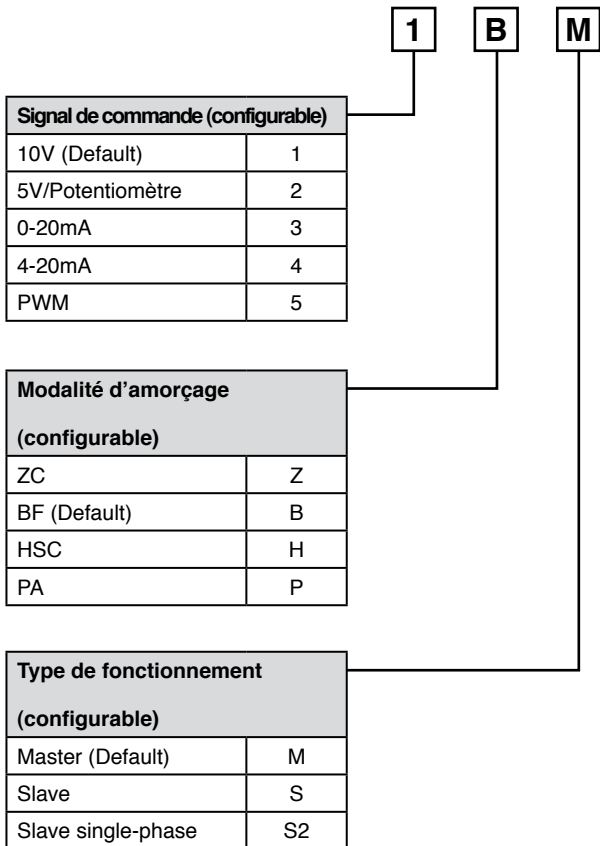 1 B M
Signal de commande (configurable)
10V (Default) 1
5V/Potentiomètre 2
0-20mA 3
4-20mA 4
PWM 5
Modalité d'amorçage
(configurable)
ZC Z
BF (Default) B
HSC H
PA P
Type de fonctionnement
(configurable)
Master (Default) M
Slave S
Slave single-phase S2